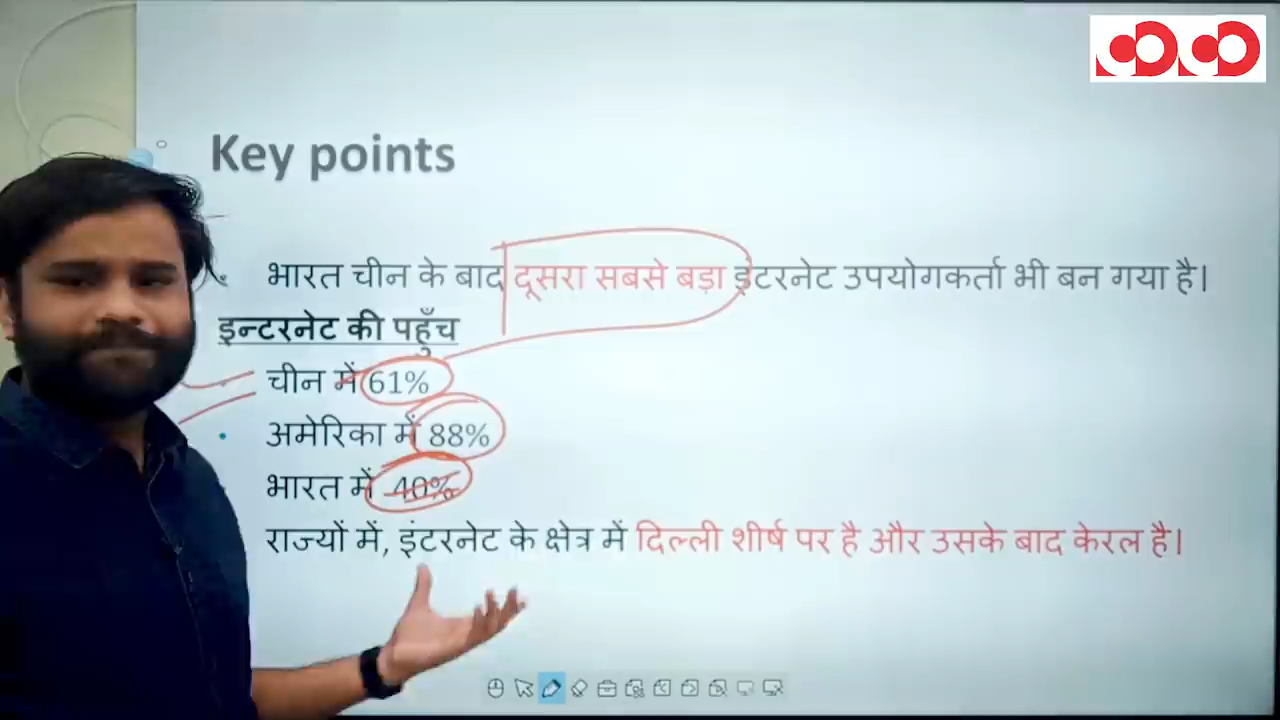 Key points
भारत चीन के बाद दूसरा सबसे बड़ा इंटरनेट उपयोगकर्ता भी बन गया है।
इन्टरनेट की पहुँच
चीन में 61%
अमेरिका में 88%
भारत में 40%
राज्यों में, इंटरनेट के क्षेत्र में दिल्ली शीर्ष पर है और उसके बाद केरल है।